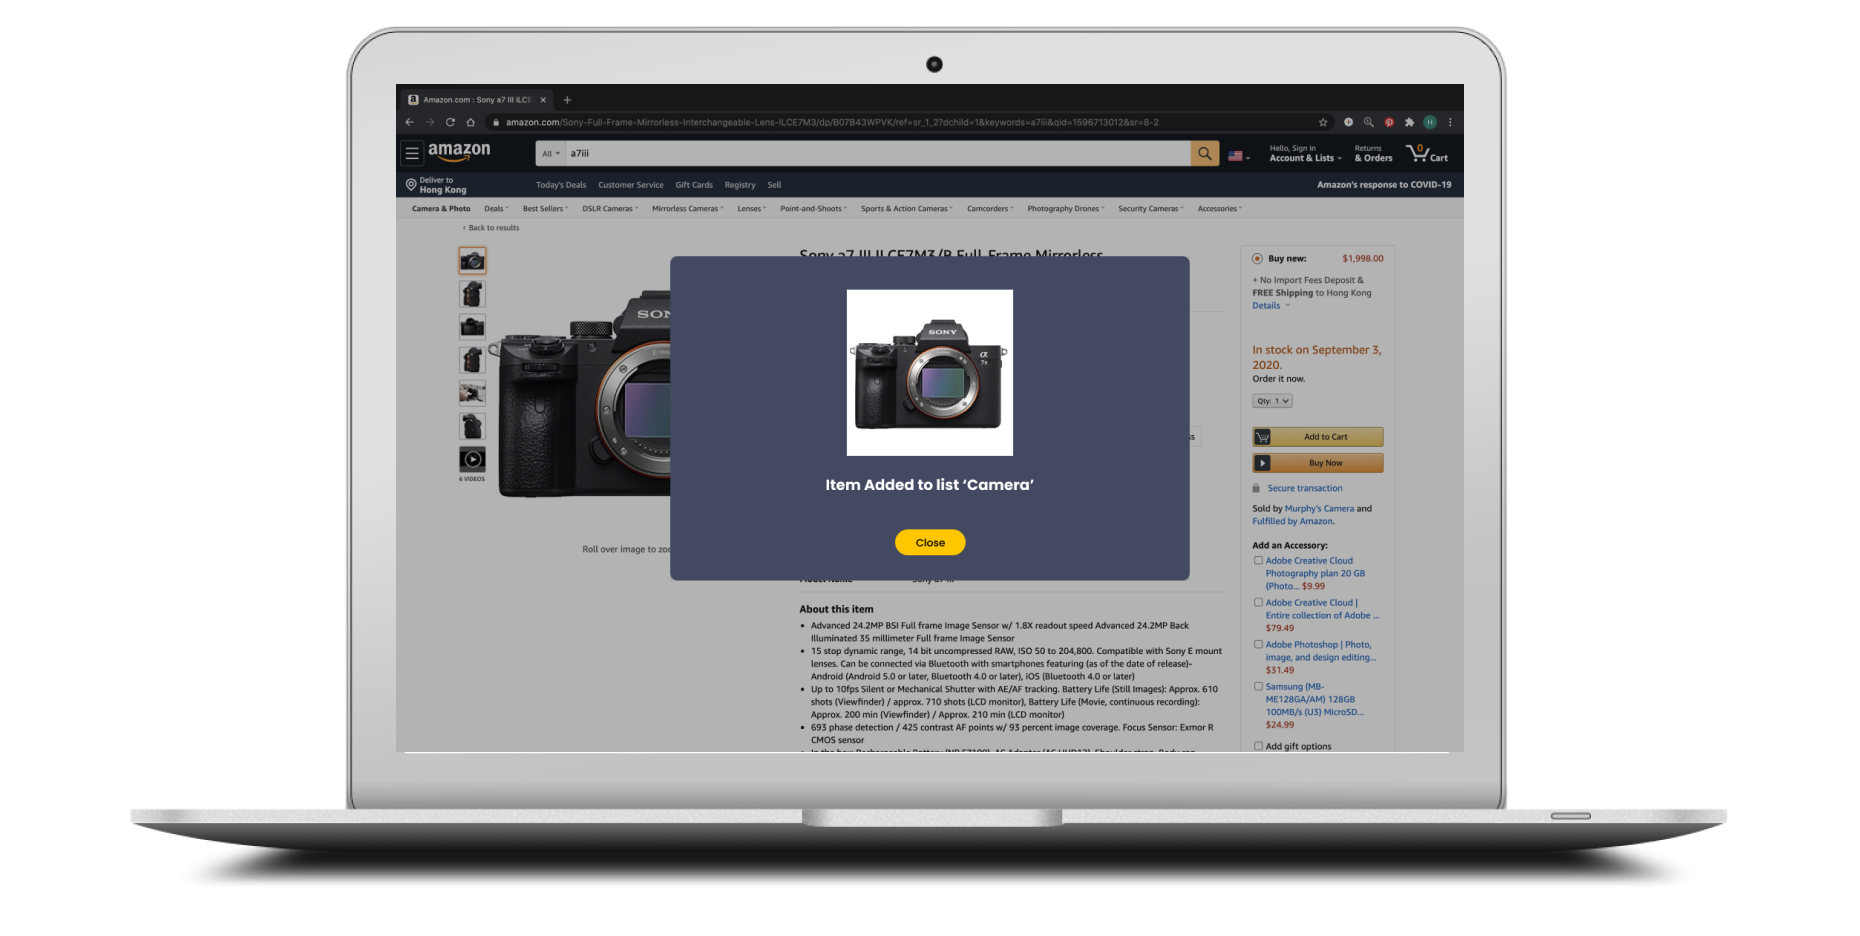 Amazon.com : Sony a7 III ILCE
amazon.com/Sony-Full-Frame-Mirrorless-Interchangeable-Lens-ILCE7M3/dp/B07B43WPVK/ref=sr_1_2?dchild=1&keywords=a7iii&qid=1596713012&sr=8-2
H
amazon
All
a7iii
Hello, Sign in
Account & Lists
Returns
& Orders
0
Cart
Deliver to
Hong Kong
Today's Deals Customer Service Gift Cards Registry Sell
Amazon's response to COVID-19
Camera & Photo Deals Best Sellers DSLR Cameras Mirrorless Cameras Lenses Point-and-Shoots Sports & Action Cameras Camcorders Photography Drones Security Cameras Accessories
‹ Back to results
6 VIDEOS
Roll over image to
Sony a7 III ILCE7M3/B Full-Frame Mirrorless
SONY
α
7 III
Item Added to list ‘Camera’
Close
Model Name Sony a7 III
About this item
• Advanced 24.2MP BSI Full frame Image Sensor w/ 1.8X readout speed Advanced 24.2MP Back
Illuminated 35 millimeter Full frame Image Sensor
• 15 stop dynamic range, 14 bit uncompressed RAW, ISO 50 to 204,800. Compatible with Sony E mount
lenses. Can be connected via Bluetooth with smartphones featuring (as of the date of release)-
Android (Android 5.0 or later, Bluetooth 4.0 or later), iOS (Bluetooth 4.0 or later)
• Up to 10fps Silent or Mechanical Shutter with AE/AF tracking. Battery Life (Still Images): Approx. 610
shots (Viewfinder) / approx. 710 shots (LCD monitor), Battery Life (Movie, continuous recording):
Approx. 200 min (Viewfinder) / Approx. 210 min (LCD monitor)
• 693 phase detection / 425 contrast AF points w/ 93 percent image coverage. Focus Sensor: Exmor R
CMOS sensor
Buy new: $1,998.00
+ No Import Fees Deposit &
FREE Shipping to Hong Kong
Details
In stock on September 3,
2020.
Order it now.
Qty: 1
Add to Cart
Buy Now
Secure transaction
Sold by Murphy's Camera and
Fulfilled by Amazon.
Add an Accessory:
Adobe Creative Cloud
Photography plan 20 GB
(Photo... $9.99
Adobe Creative Cloud |
Entire collection of Adobe ...
$79.49
Adobe Photoshop | Photo,
image, and design editing...
$31.49
Samsung (MB-
ME128GA/AM) 128GB
100MB/s (U3) MicroSD...
$24.99
Add gift options